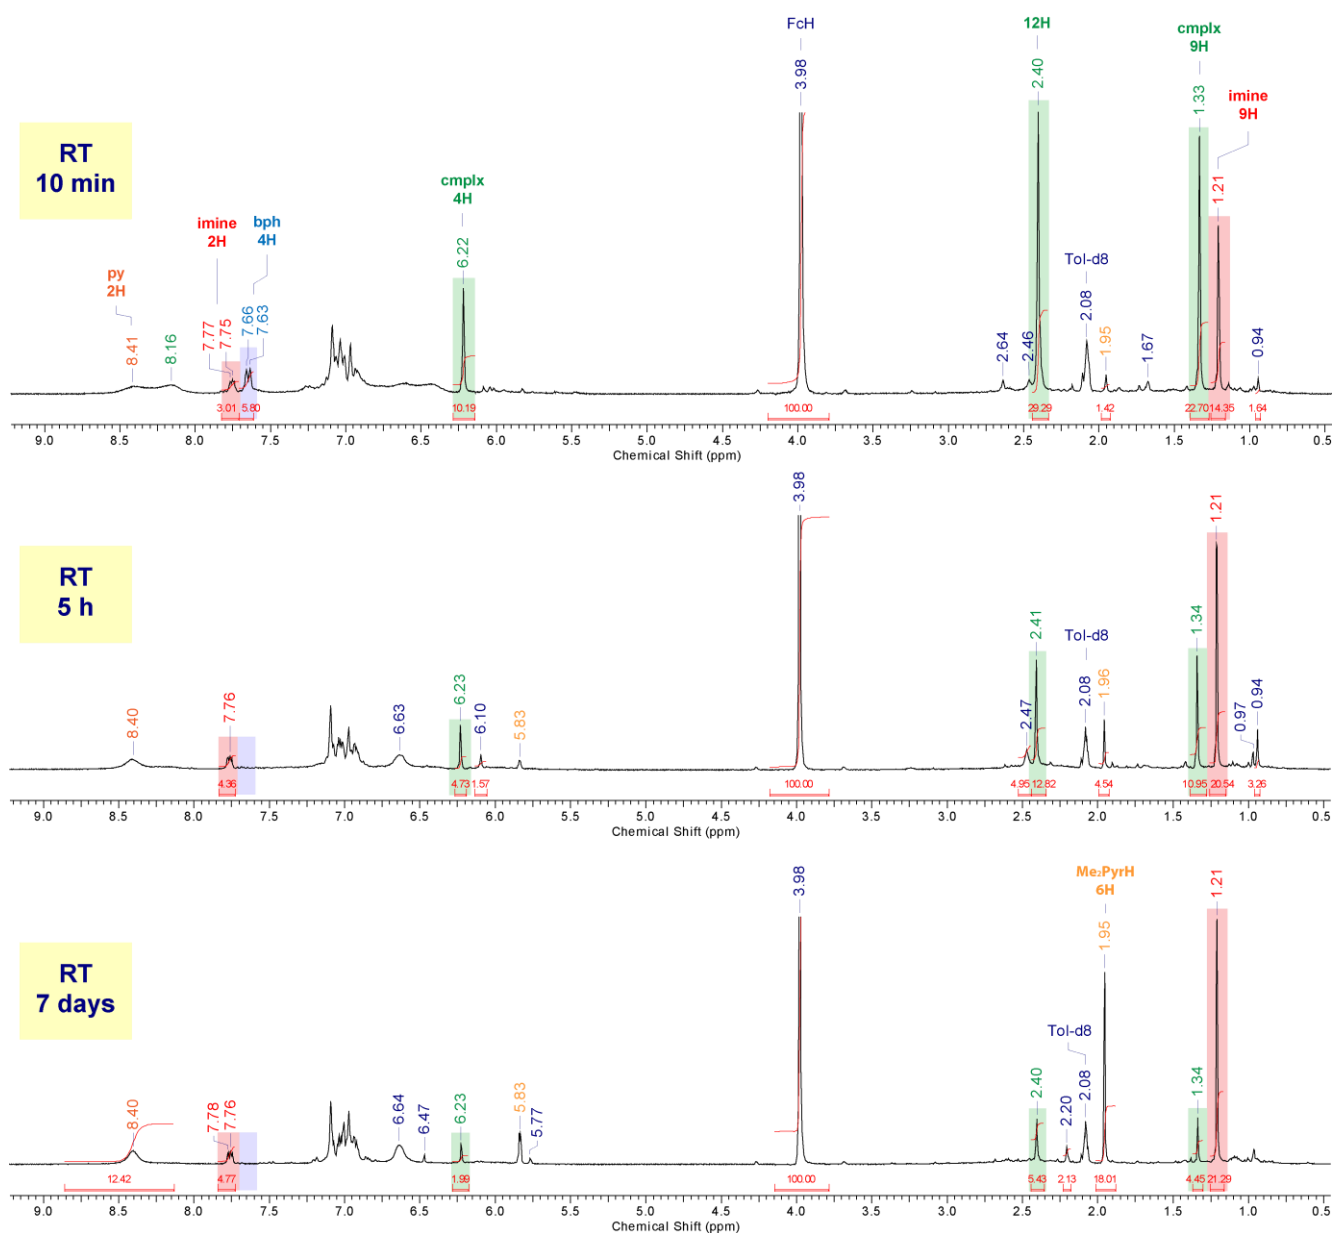 RT
10 min
py
2H
8.41
8.16
imine
2H
7.77
7.75
bph
4H
7.66
7.63
cmplx
4H
6.22
FcH
3.98
12H
2.40
2.64
2.46
Tol-d8
2.08
1.95
1.67
cmplx
9H
1.33
imine
9H
1.21
0.94
3.01 5.80 10.19 100.00 29.29 1.42 22.70 14.35 1.64
9.0 8.5 8.0 7.5 7.0 6.5 6.0 5.5 5.0 4.5 4.0 3.5 3.0 2.5 2.0 1.5 1.0 0.5
Chemical Shift (ppm)
RT
5 h
8.40
7.76
6.63
6.23
6.10
5.83
3.98
2.47
2.41
Tol-d8
2.08
1.96
1.34
1.21
0.97
0.94
4.36 4.73 1.57 100.00 4.95 12.82 4.54 10.95 20.54 3.26
9.0 8.5 8.0 7.5 7.0 6.5 6.0 5.5 5.0 4.5 4.0 3.5 3.0 2.5 2.0 1.5 1.0 0.5
Chemical Shift (ppm)
RT
7 days
8.40
7.78
7.76
6.64
6.47
6.23
5.83
5.77
3.98
2.40
2.20
Tol-d8
2.08
Me₂PyrH
6H
1.95
1.34
1.21
12.42 4.77 1.99 100.00 5.43 2.13 18.01 4.45 21.29
9.0 8.5 8.0 7.5 7.0 6.5 6.0 5.5 5.0 4.5 4.0 3.5 3.0 2.5 2.0 1.5 1.0 0.5
Chemical Shift (ppm)